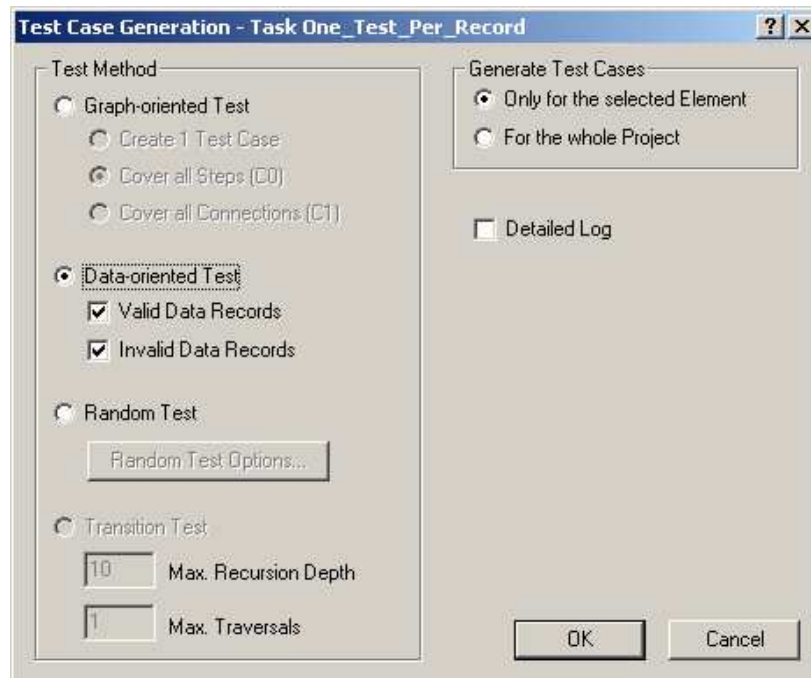 Test Case Generation - Task One_Test_Per_Record
Test Method
Graph-oriented Test
Create 1 Test Case
Cover all Steps (C0)
Cover all Connections (C1)
Data-oriented Test
Valid Data Records
Invalid Data Records
Random Test
Random Test Options...
Transition Test
10 Max. Recursion Depth
1 Max. Traversals
Generate Test Cases
Only for the selected Element
For the whole Project
Detailed Log
OK Cancel